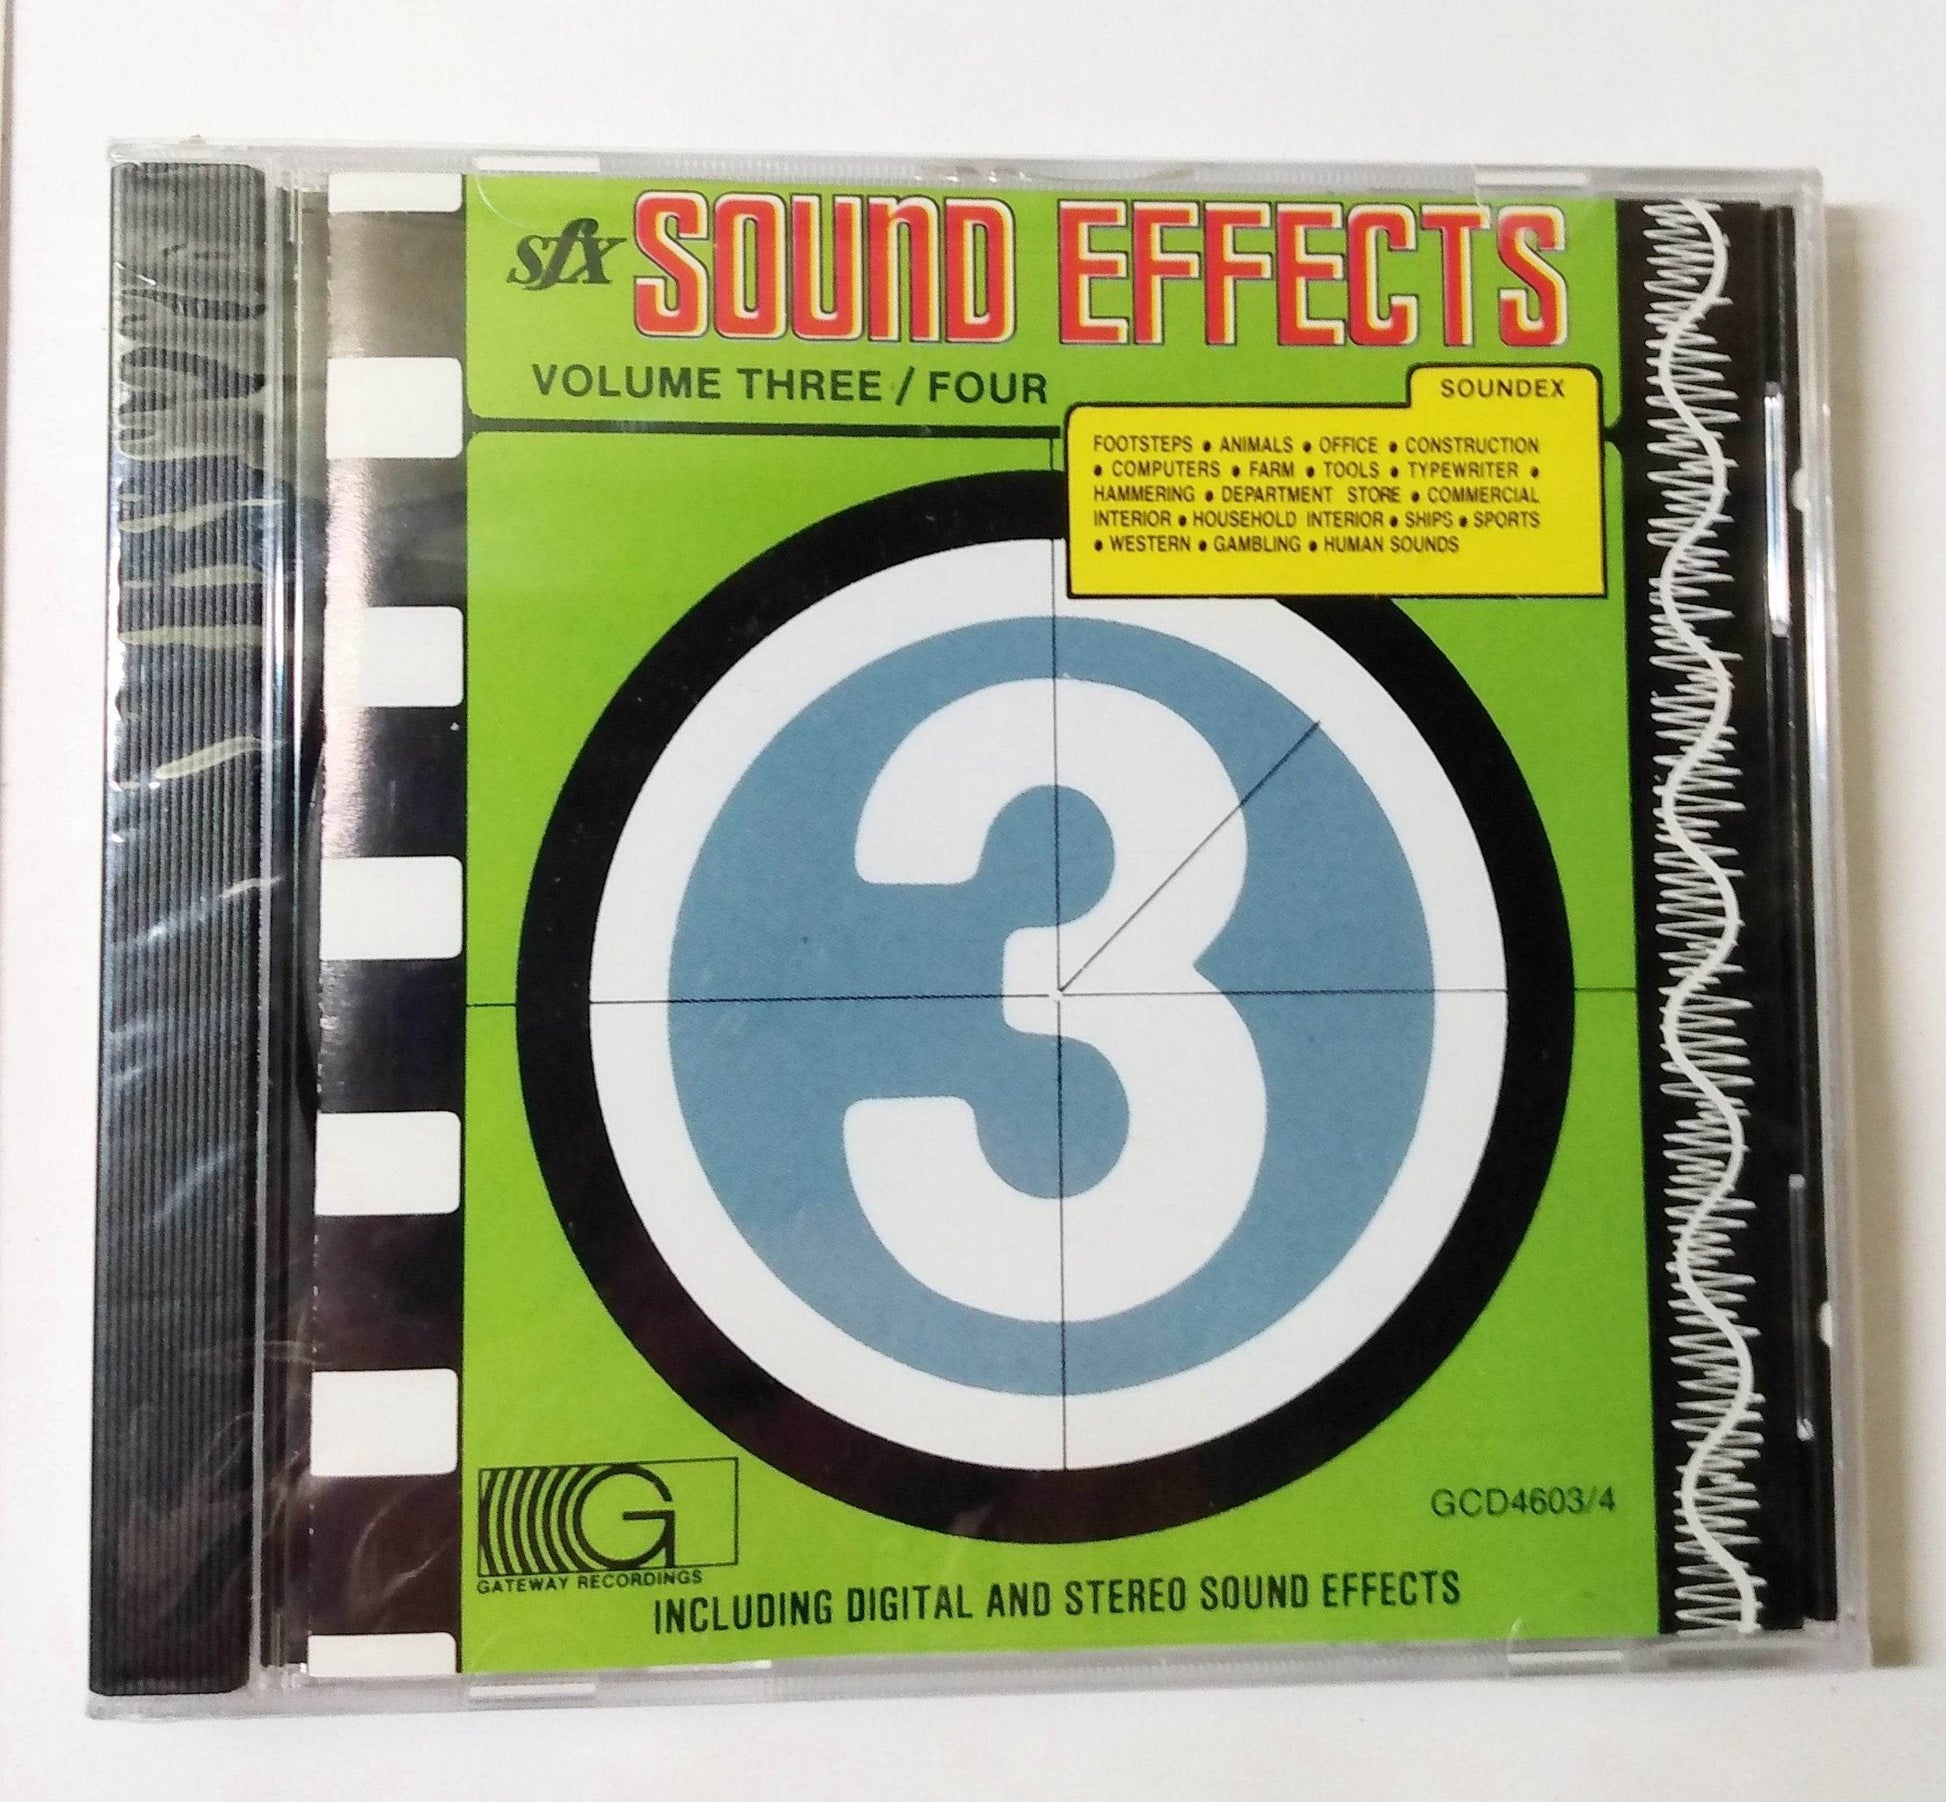 sfx SOUND EFFECTS
VOLUME THREE / FOUR
SOUNDEX
FOOTSTEPS • ANIMALS • OFFICE • CONSTRUCTION
• COMPUTERS • FARM • TOOLS • TYPEWRITER •
HAMMERING • DEPARTMENT STORE • COMMERCIAL
INTERIOR • HOUSEHOLD INTERIOR • SHIPS • SPORTS
• WESTERN • GAMBLING • HUMAN SOUNDS
3
GCD4603/4
G
GATEWAY RECORDINGS
INCLUDING DIGITAL AND STEREO SOUND EFFECTS